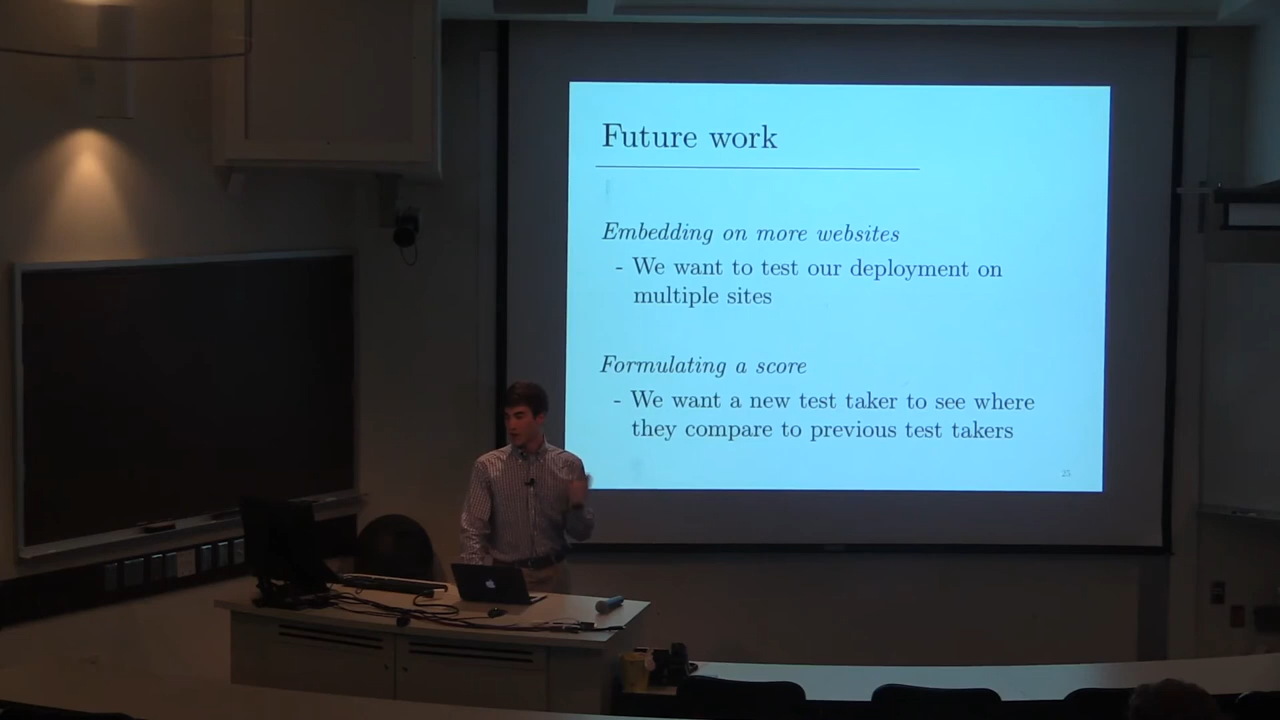 Future work
Embedding on more websites
- We want to test our deployment on
multiple sites
Formulating a score
- We want a new test taker to see where
they compare to previous test takers
25